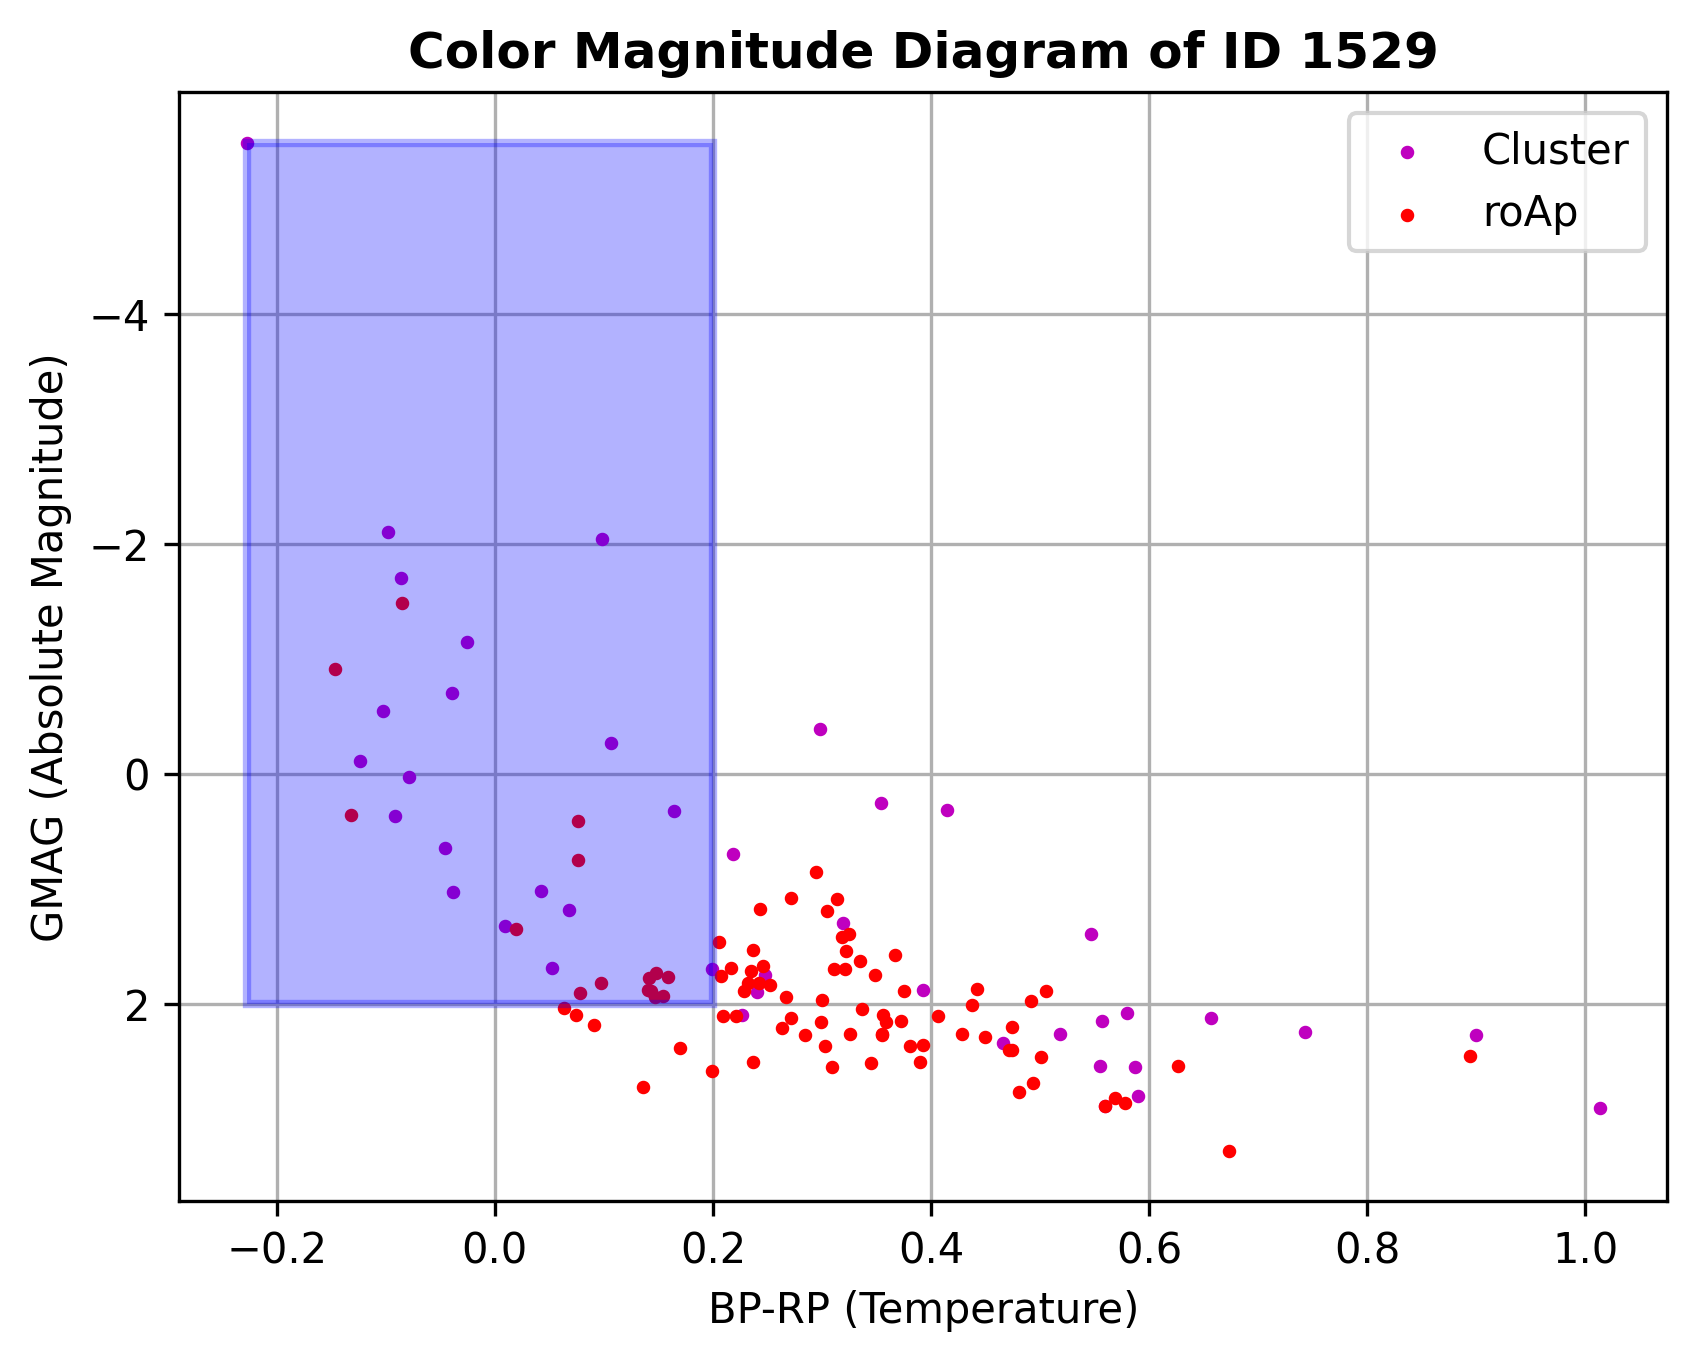 Color Magnitude Diagram of ID 1529
Cluster
roAp
GMAG (Absolute Magnitude)
−4
−2
0
2
−0.2 0.0 0.2 0.4 0.6 0.8 1.0
BP-RP (Temperature)